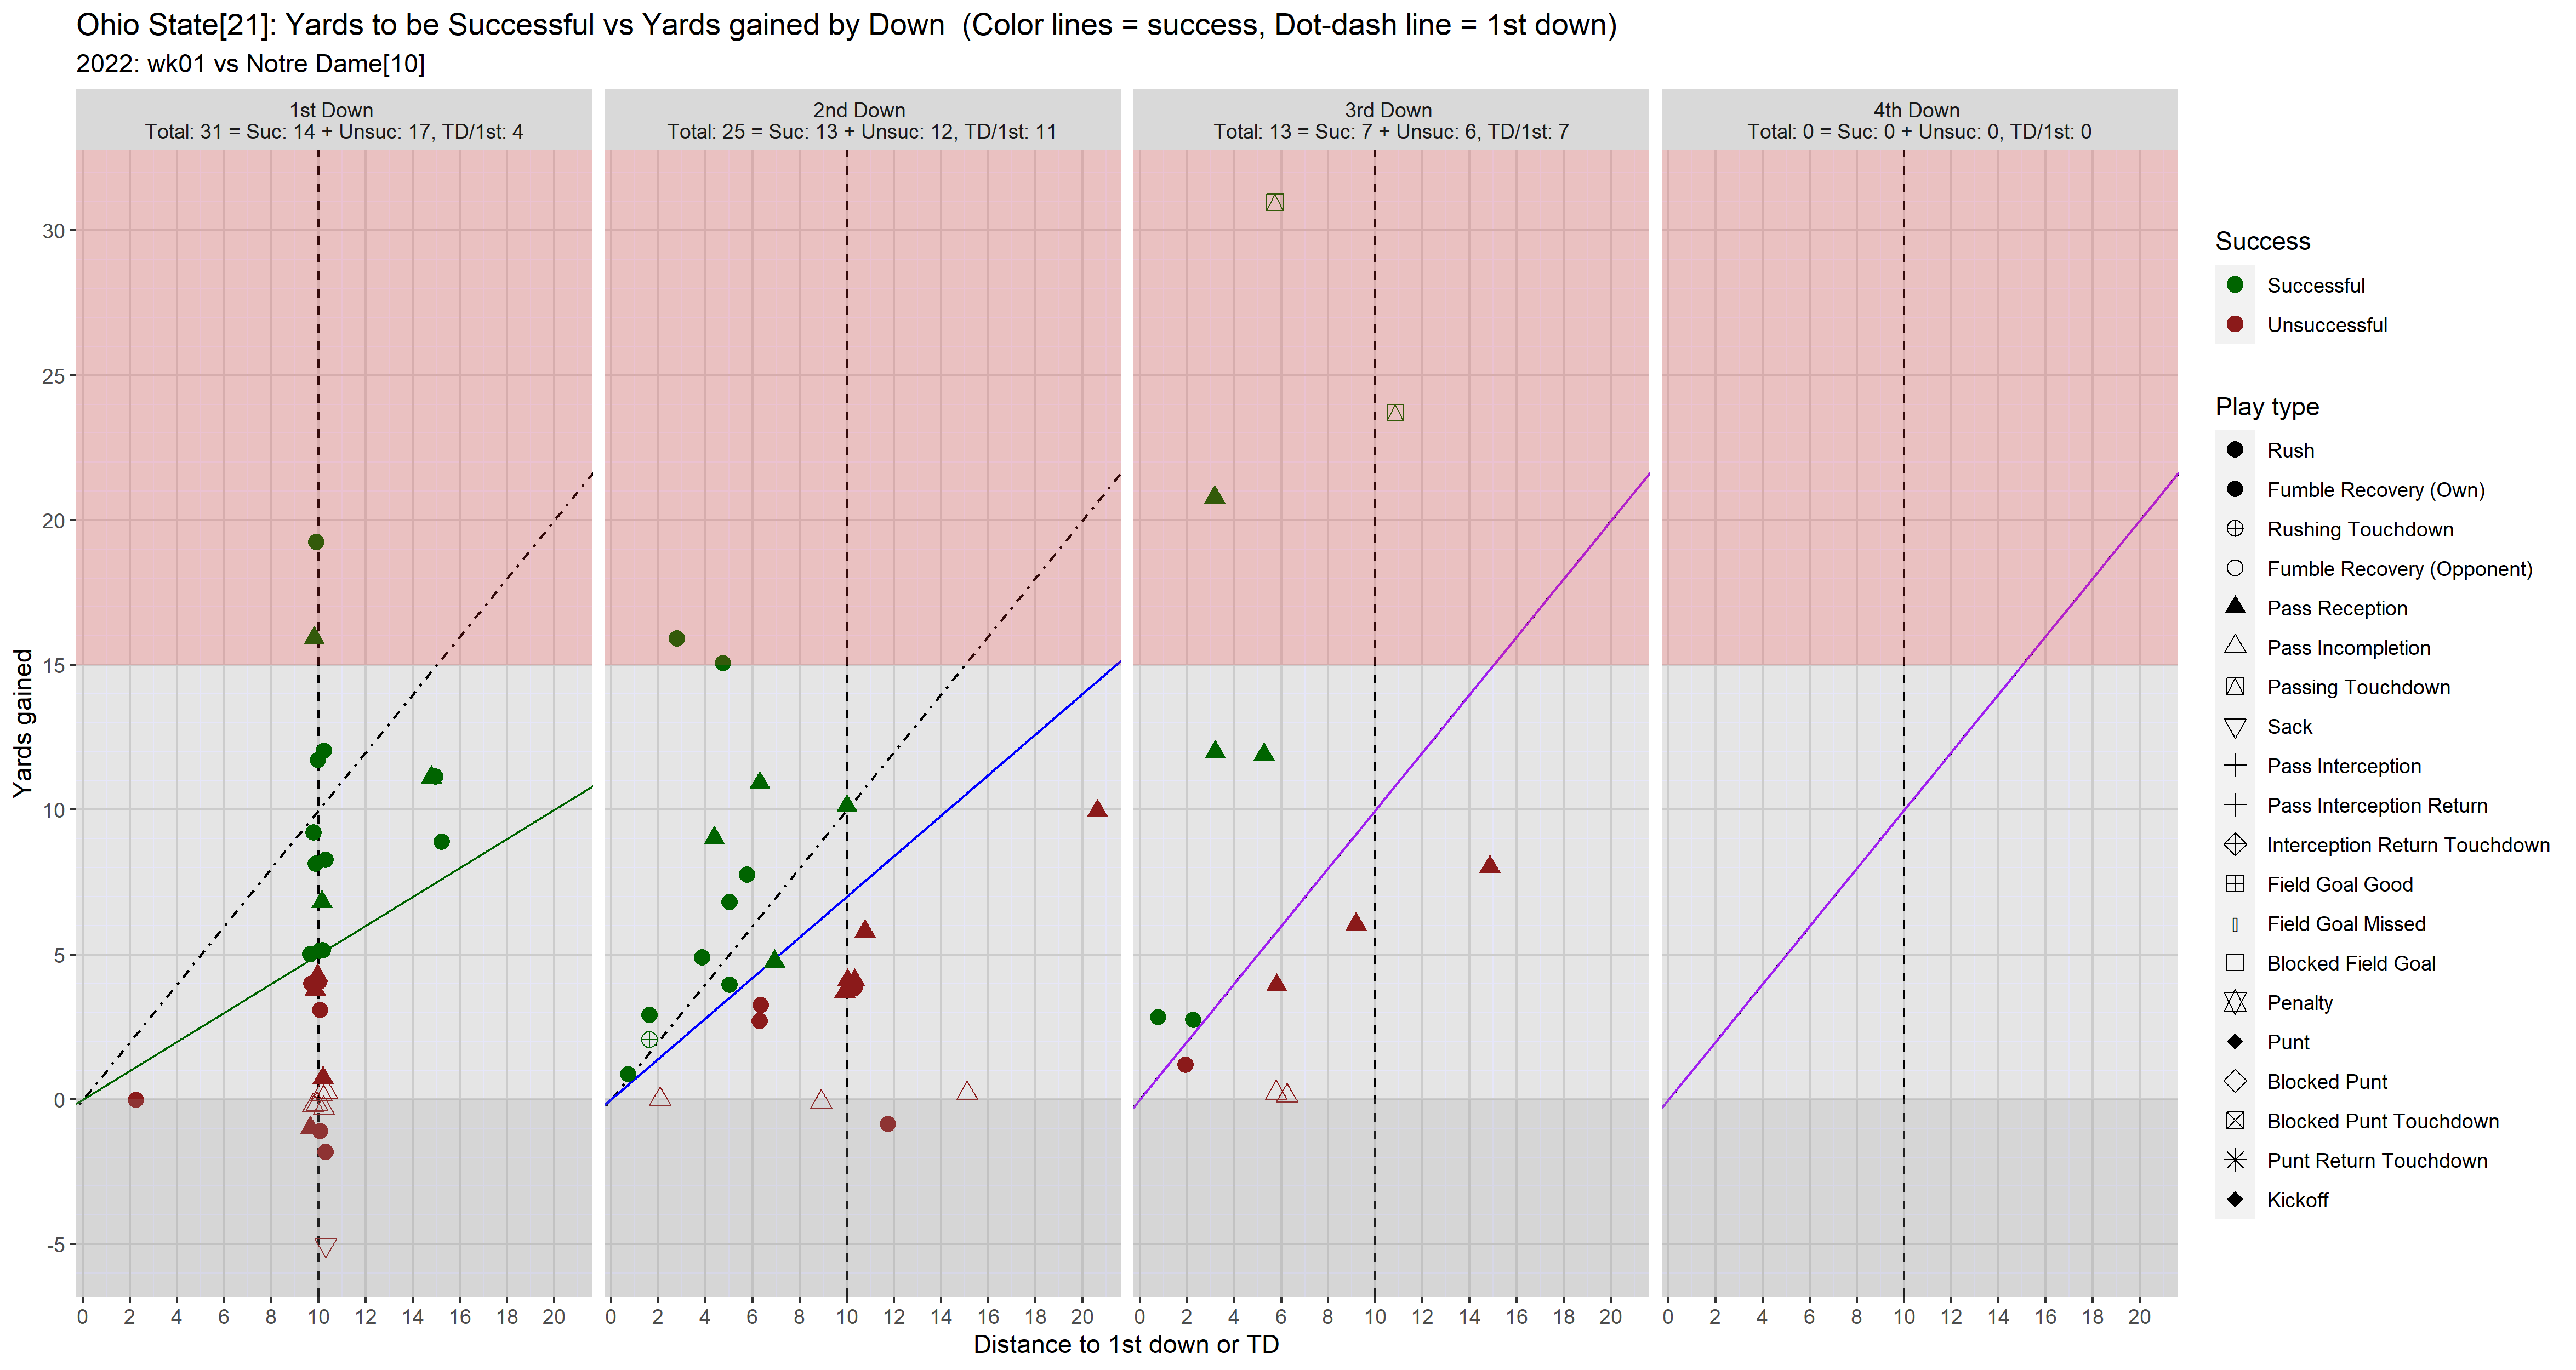 Ohio State[21]: Yards to be Successful vs Yards gained by Down  (Color lines = success, Dot-dash line = 1st down)
2022: wk01 vs Notre Dame[10]
1st Down
Total: 31 = Suc: 14 + Unsuc: 17, TD/1st: 4
2nd Down
Total: 25 = Suc: 13 + Unsuc: 12, TD/1st: 11
3rd Down
Total: 13 = Suc: 7 + Unsuc: 6, TD/1st: 7
4th Down
Total: 0 = Suc: 0 + Unsuc: 0, TD/1st: 0
Yards gained
30
25
20
15
10
5
0
-5
0 2 4 6 8 10 12 14 16 18 20
0 2 4 6 8 10 12 14 16 18 20
0 2 4 6 8 10 12 14 16 18 20
0 2 4 6 8 10 12 14 16 18 20
Distance to 1st down or TD
Success
Successful
Unsuccessful
Play type
Rush
Fumble Recovery (Own)
Rushing Touchdown
Fumble Recovery (Opponent)
Pass Reception
Pass Incompletion
Passing Touchdown
Sack
Pass Interception
Pass Interception Return
Interception Return Touchdown
Field Goal Good
Field Goal Missed
Blocked Field Goal
Penalty
Punt
Blocked Punt
Blocked Punt Touchdown
Punt Return Touchdown
Kickoff